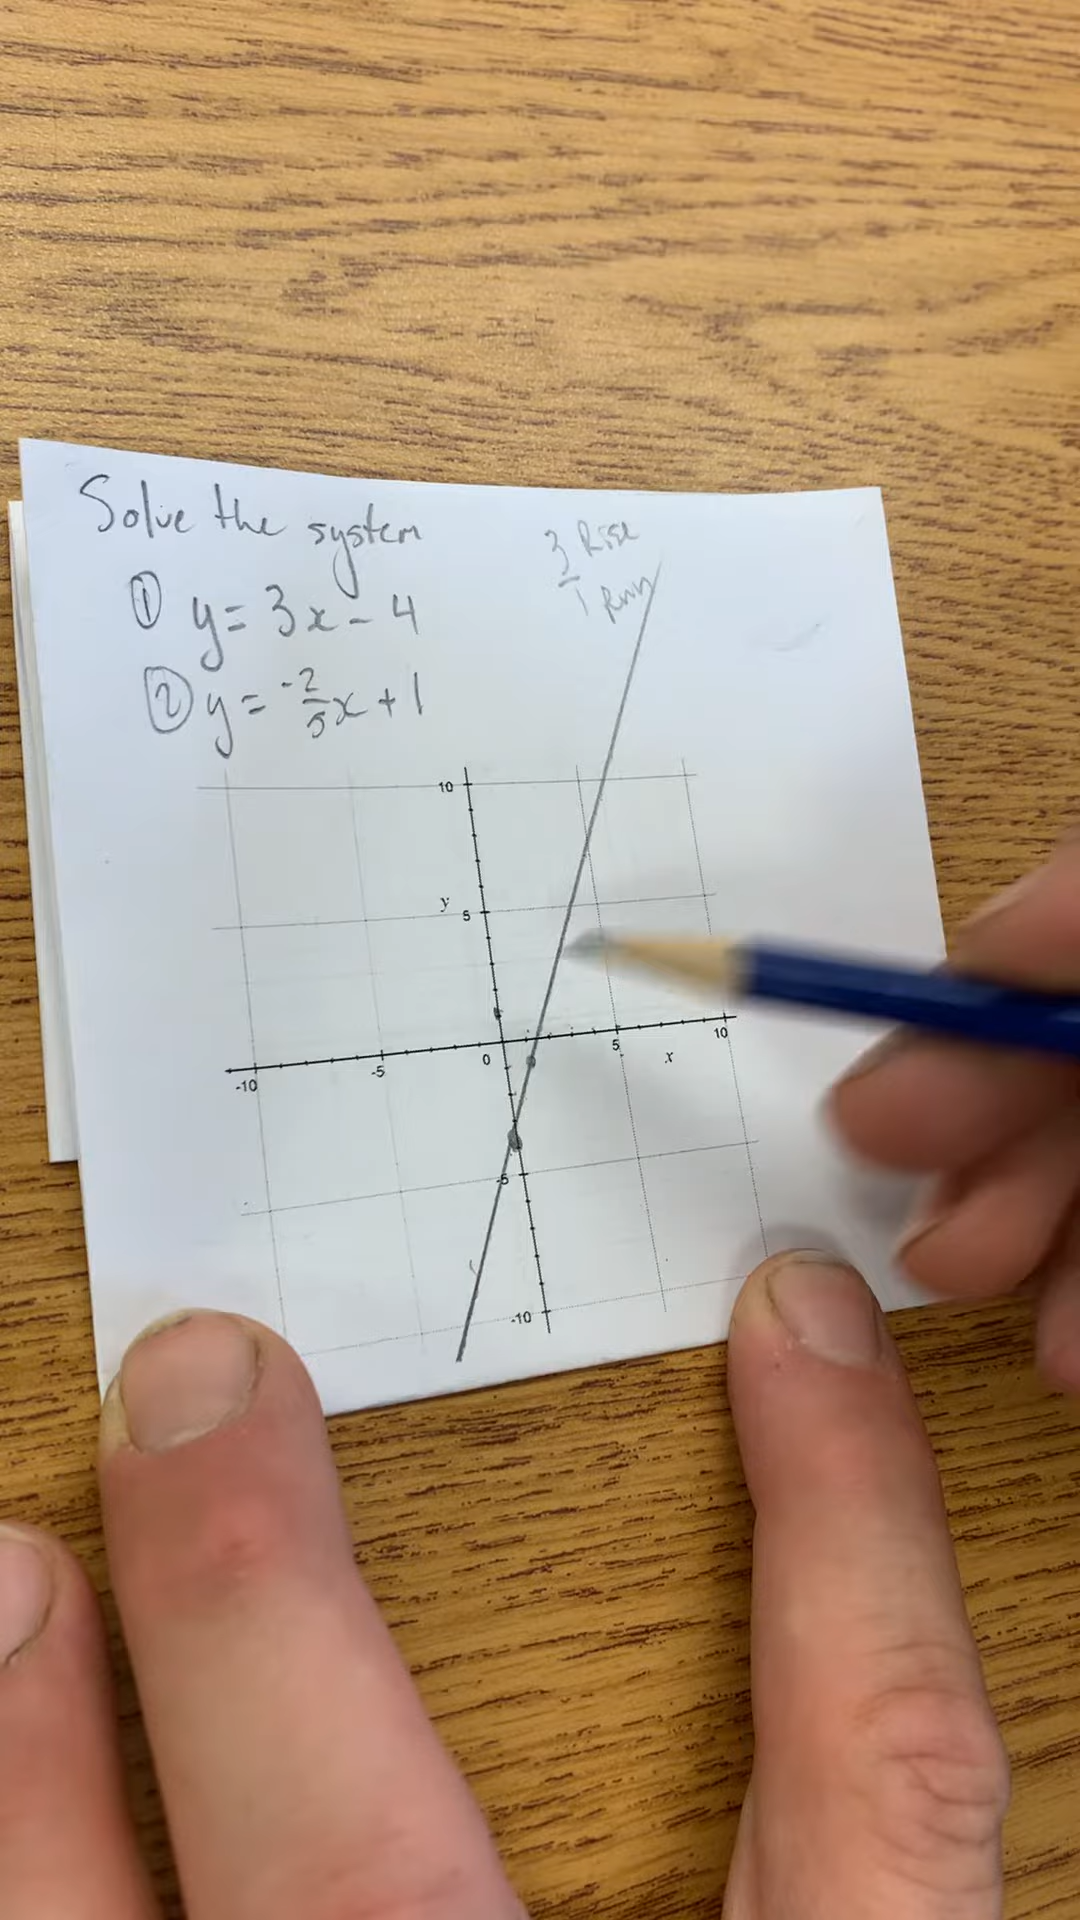 Solve the system
① y = 3x - 4
② y = -2/5 x + 1
3 Rise
1 Run
10
y
5
-10
-5
0
5
x
10
-5
-10